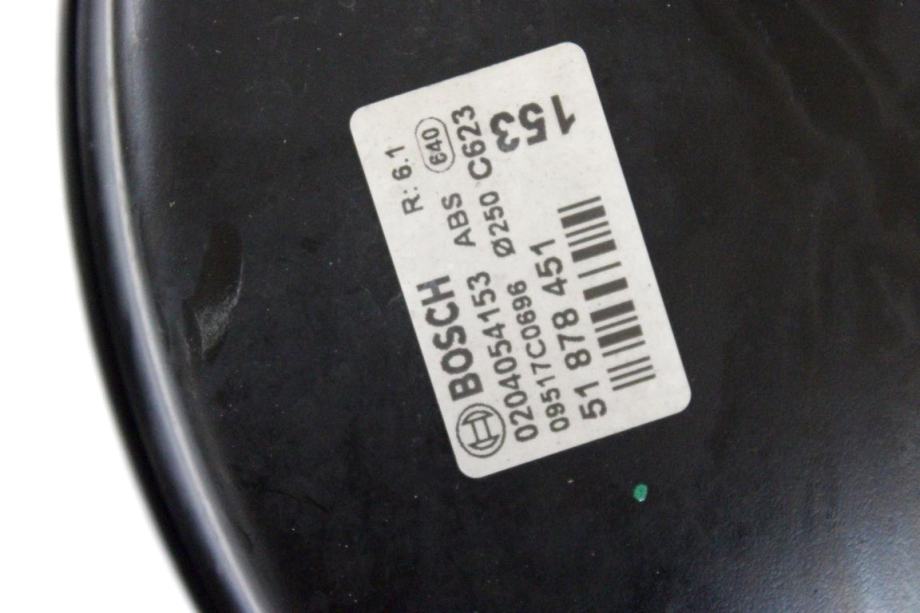 BOSCH
R: 6.1
0204054153
ABS
640
09517C0696
Ø250
C623
51 878 451
153